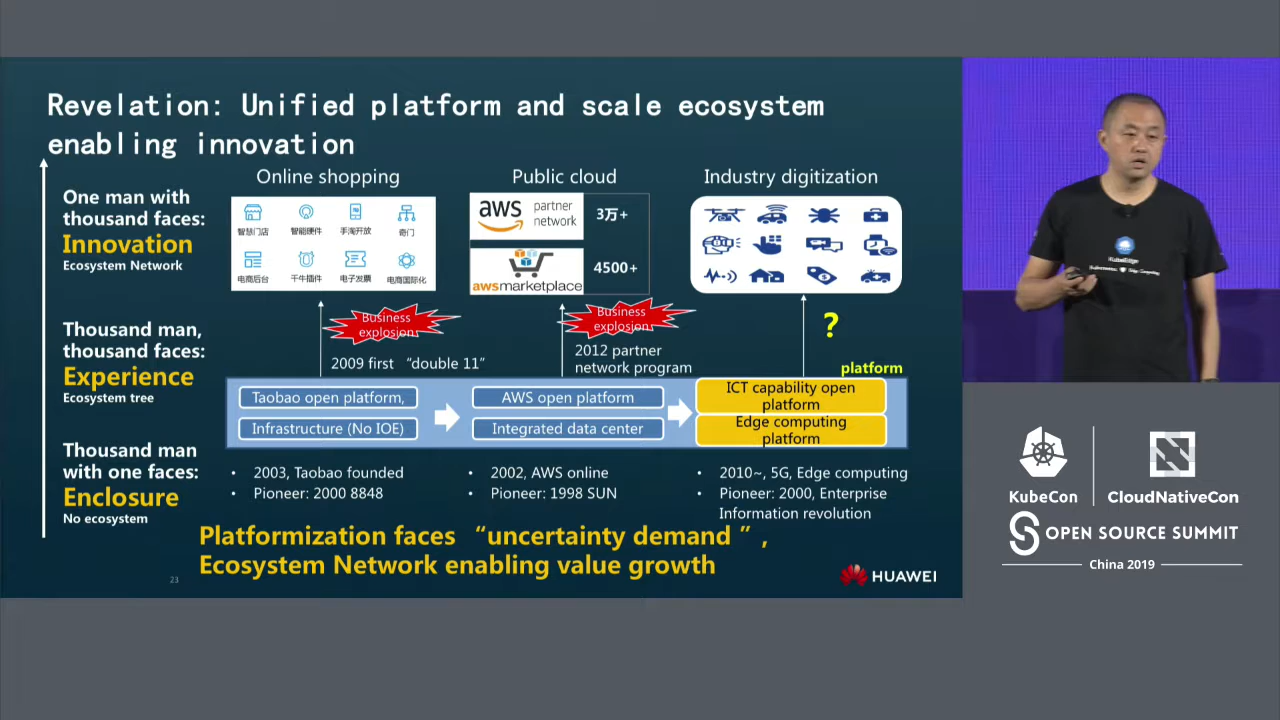 Revelation: Unified platform and scale ecosystem
enabling innovation
One man with
thousand faces:
Innovation
Ecosystem Network
Thousand man,
thousand faces:
Experience
Ecosystem tree
Thousand man
with one faces:
Enclosure
No ecosystem
Online shopping
智慧门店
智能硬件
手淘开放
奇门
电商后台
千牛插件
电子发票
电商国际化
Business
explosion
2009 first “double 11”
Public cloud
aws
partner
network
3万+
awsmarketplace
4500+
Business
explosion
2012 partner
network program
Industry digitization
?
platform
Taobao open platform,
Infrastructure (No IOE)
AWS open platform
Integrated data center
ICT capability open
platform
Edge computing
platform
• 2003, Taobao founded
• Pioneer: 2000 8848
• 2002, AWS online
• Pioneer: 1998 SUN
• 2010~, 5G, Edge computing
• Pioneer: 2000, Enterprise
Information revolution
Platformization faces “uncertainty demand ”,
Ecosystem Network enabling value growth
23
HUAWEI
KubeEdge
Kubernetes
Edge Computing
KubeCon
CloudNativeCon
OPEN SOURCE SUMMIT
China 2019